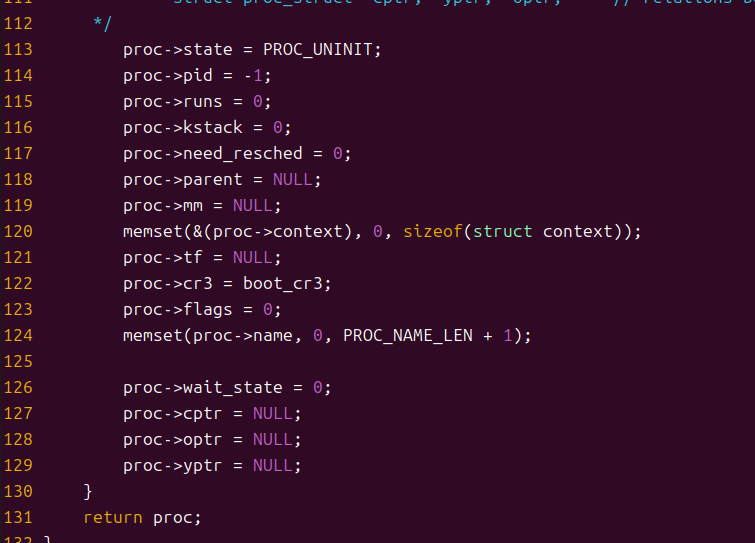 111 struct proc_struct *cptr, *yptr, *optr; // relations
112 */
113 proc->state = PROC_UNINIT;
114 proc->pid = -1;
115 proc->runs = 0;
116 proc->kstack = 0;
117 proc->need_resched = 0;
118 proc->parent = NULL;
119 proc->mm = NULL;
120 memset(&(proc->context), 0, sizeof(struct context));
121 proc->tf = NULL;
122 proc->cr3 = boot_cr3;
123 proc->flags = 0;
124 memset(proc->name, 0, PROC_NAME_LEN + 1);
125
126 proc->wait_state = 0;
127 proc->cptr = NULL;
128 proc->optr = NULL;
129 proc->yptr = NULL;
130 }
131 return proc;
132 }